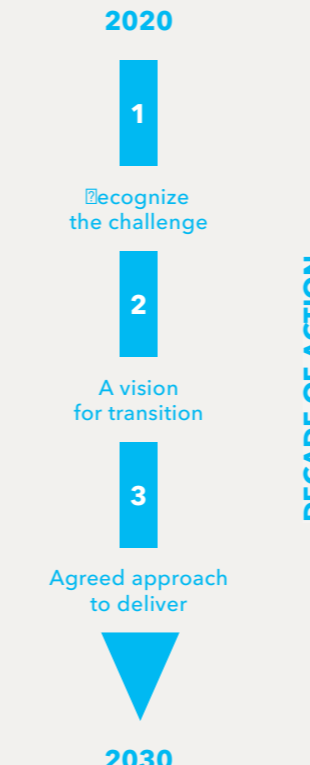 2020
1
�ecognize
the challenge
2
A vision
for transition
3
Agreed approach
to deliver
2030
DECADE OF ACTION